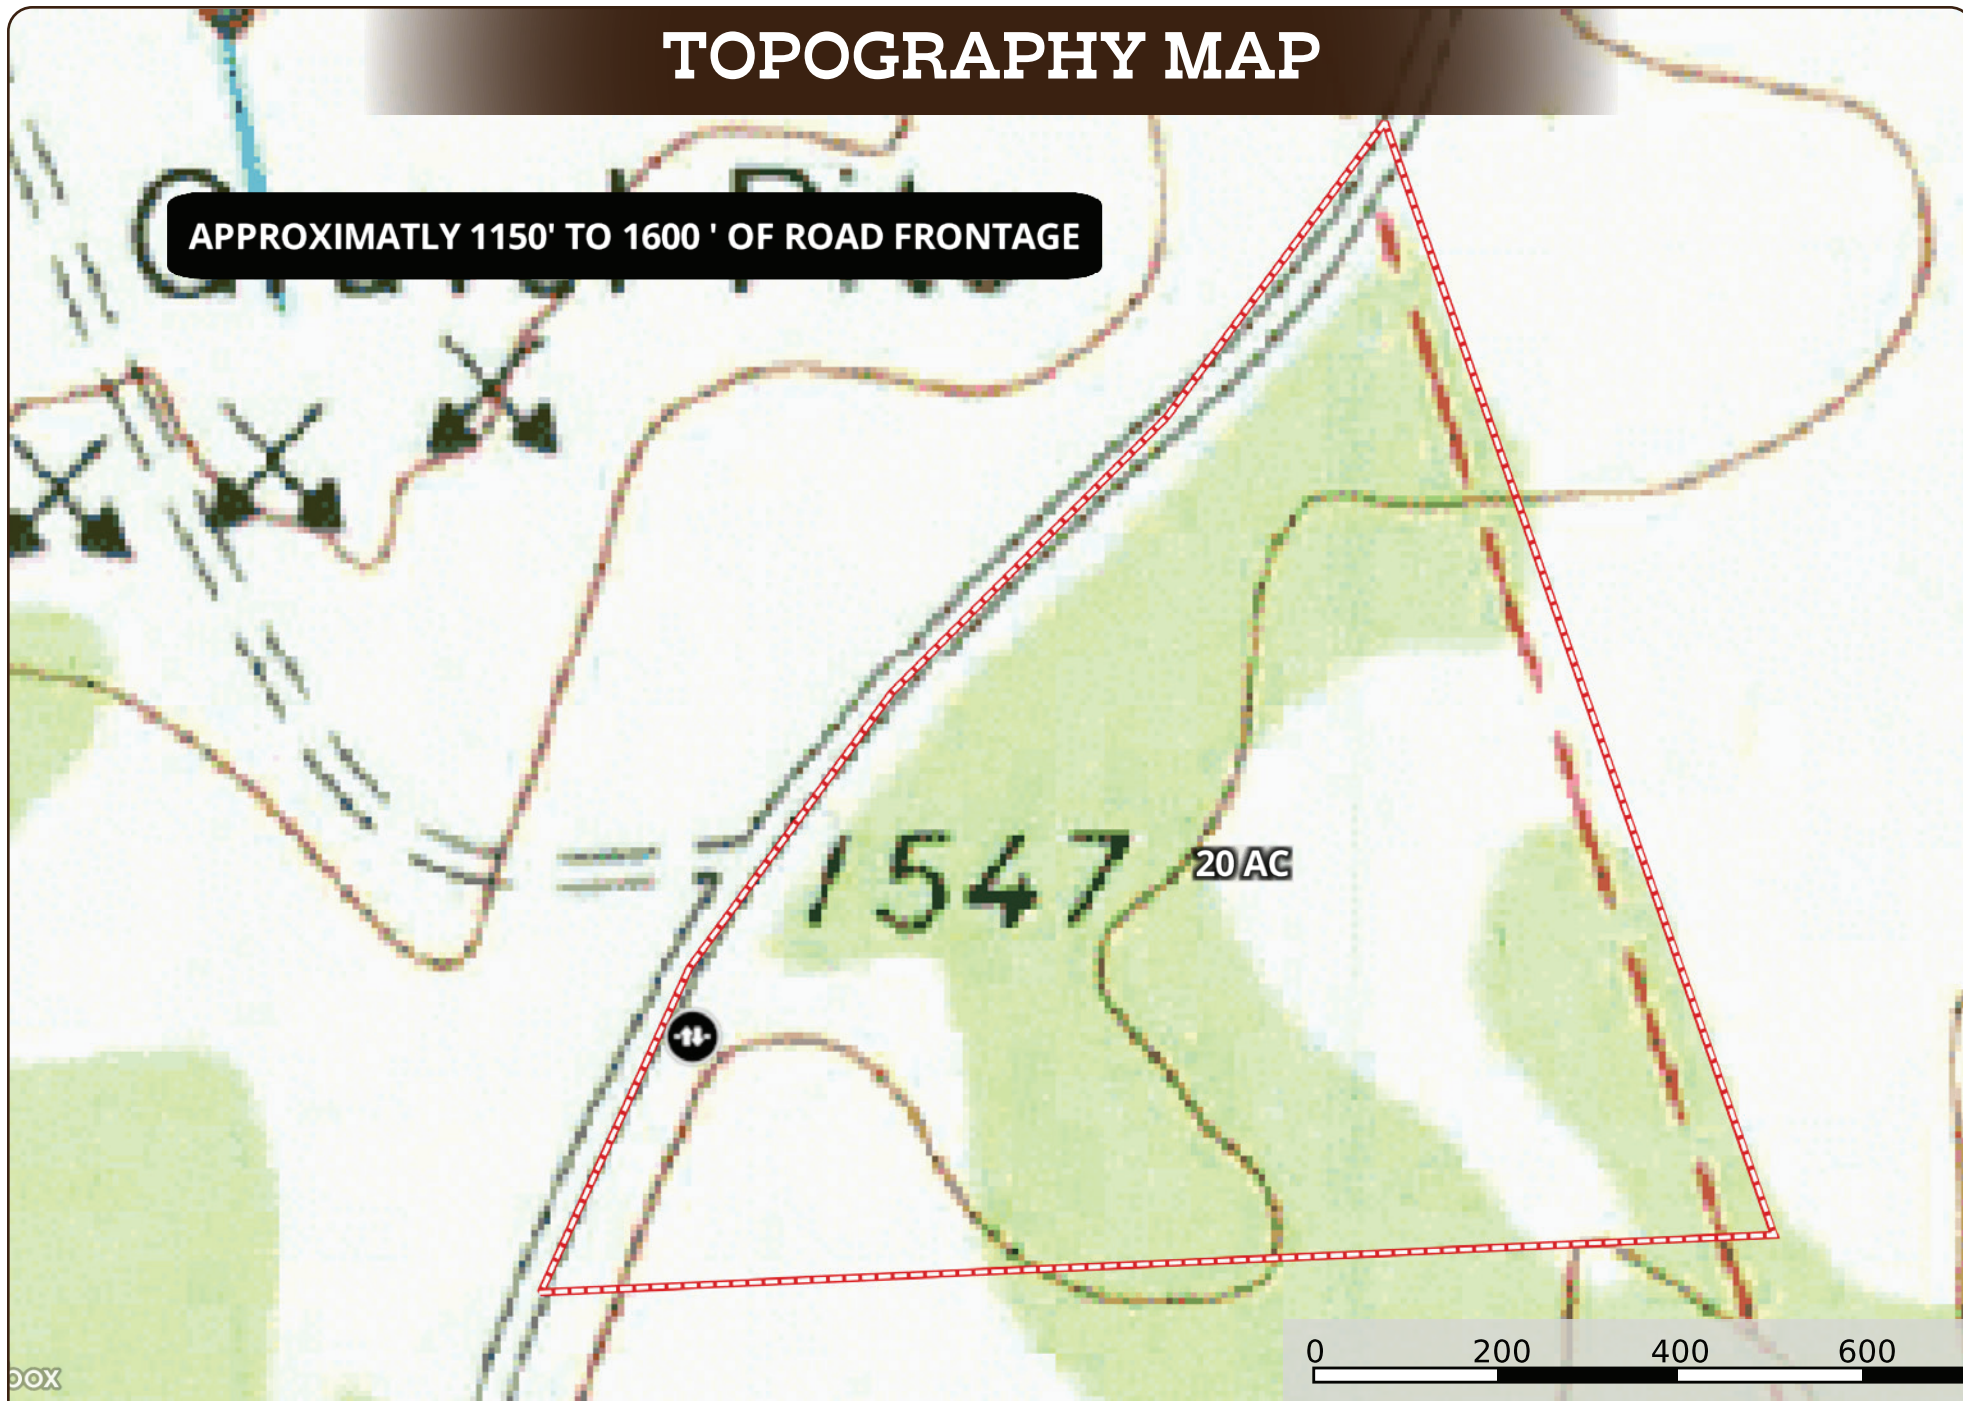 TOPOGRAPHY MAP
APPROXIMATLY 1150' TO 1600 ' OF ROAD FRONTAGE
1547
20 AC
0 200 400 600